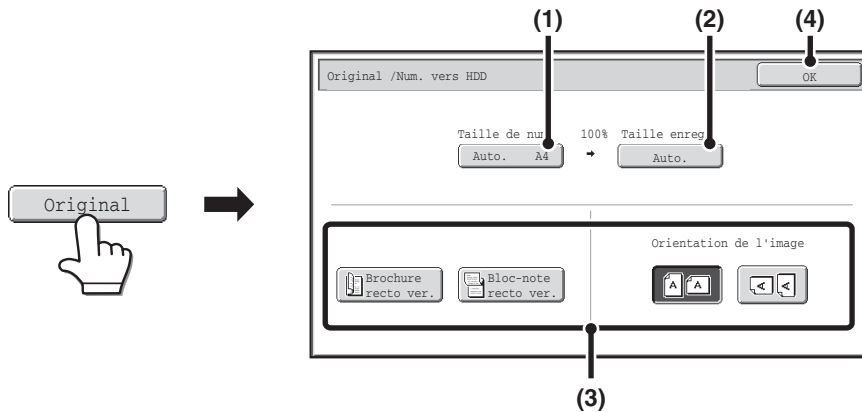 (1)
(2)
(4)
Original /Num. vers HDD
OK
Taille de num
100%
Taille enreg
Auto. A4
Auto.
Original
Orientation de l'image
Brochure
recto ver.
Bloc-note
recto ver.
A A
A A
(3)